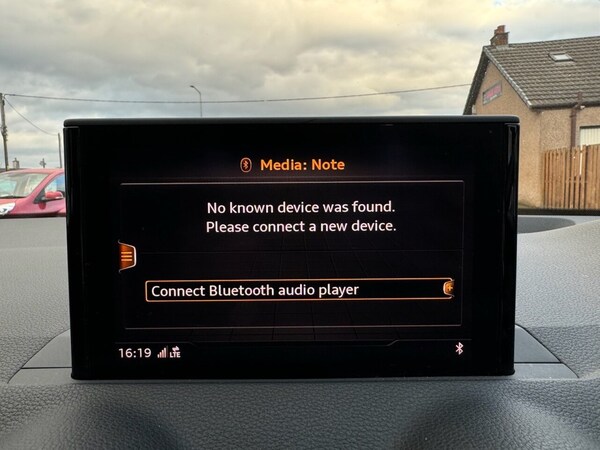 Media: Note
No known device was found.
Please connect a new device.
Connect Bluetooth audio player
16:19 LTE